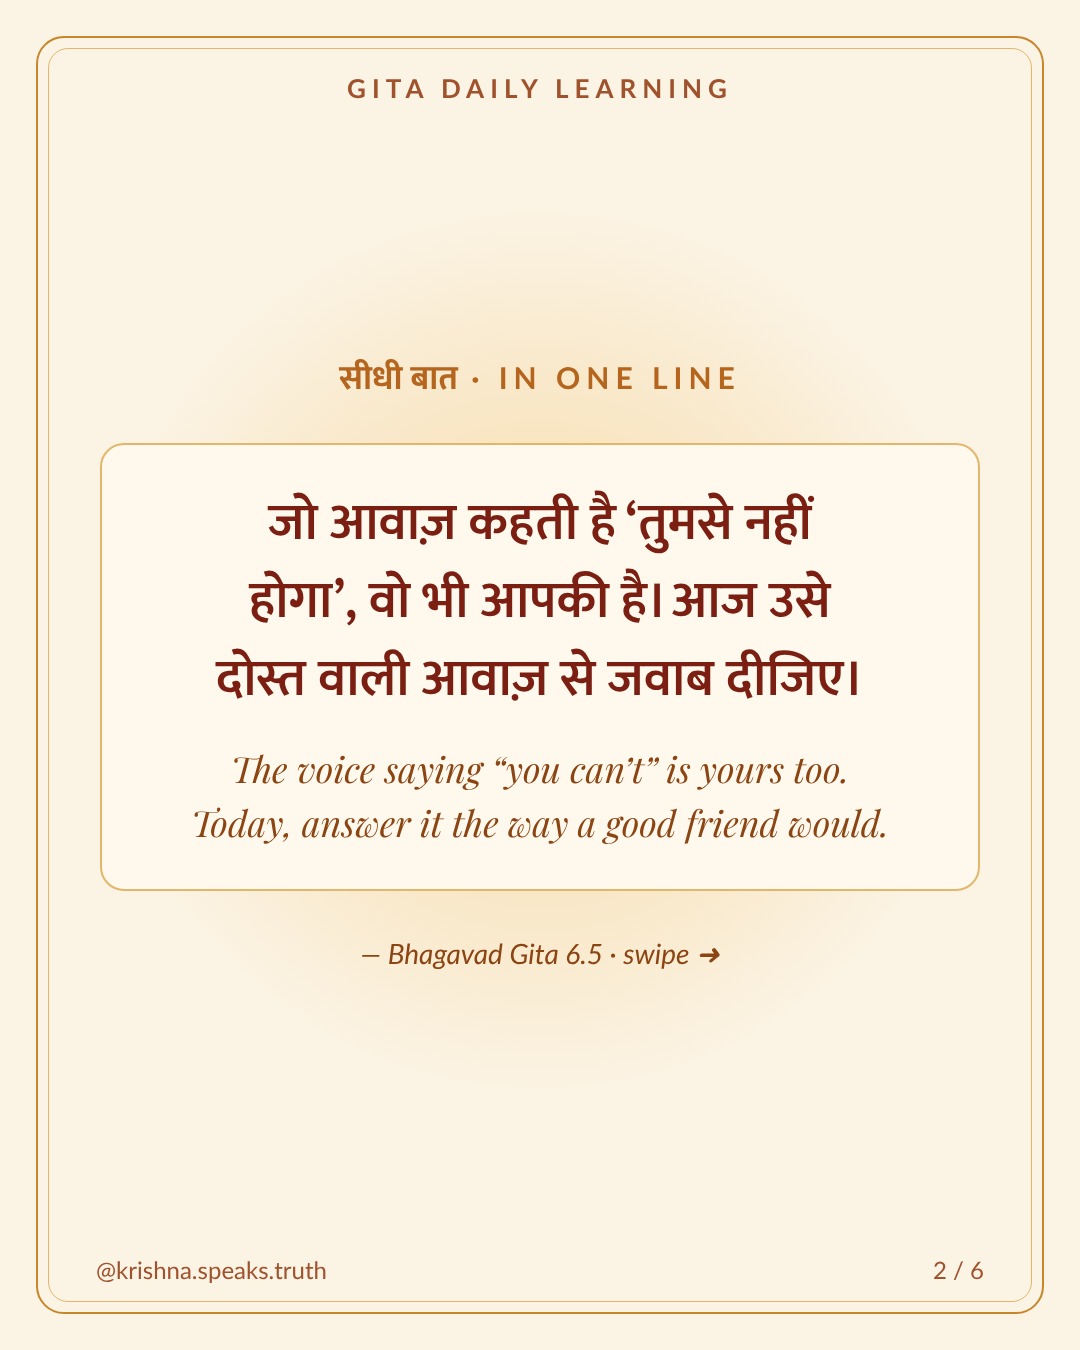 GITA DAILY LEARNING
सीधी बात · IN ONE LINE
जो आवाज़ कहती है ‘तुमसे नहीं
होगा’, वो भी आपकी है। आज उसे
दोस्त वाली आवाज़ से जवाब दीजिए।
The voice saying “you can’t” is yours too.
Today, answer it the way a good friend would.
— Bhagavad Gita 6.5 · swipe ➜
@krishna.speaks.truth
2 / 6